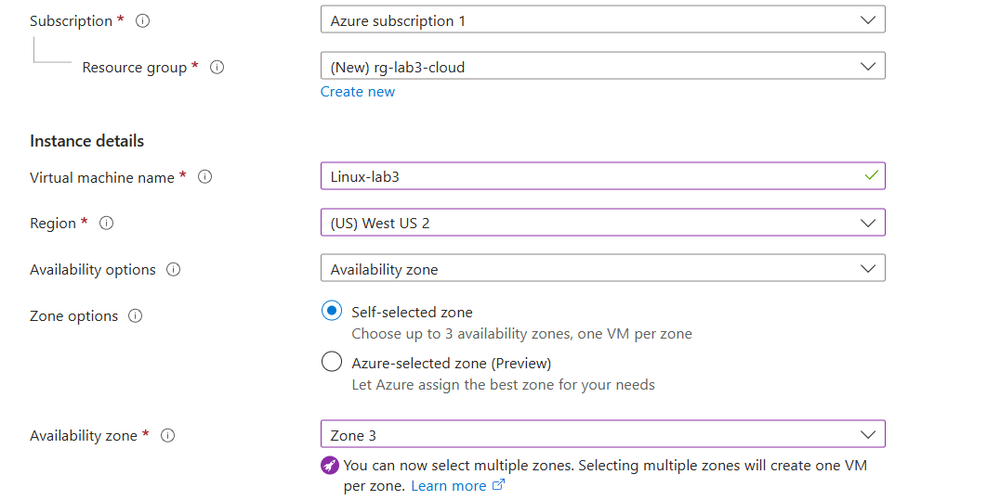 Subscription *
Azure subscription 1
Resource group *
(New) rg-lab3-cloud
Create new
Instance details
Virtual machine name *
Linux-lab3
Region *
(US) West US 2
Availability options
Availability zone
Zone options
Self-selected zone
Choose up to 3 availability zones, one VM per zone
Azure-selected zone (Preview)
Let Azure assign the best zone for your needs
Availability zone *
Zone 3
You can now select multiple zones. Selecting multiple zones will create one VM
per zone. Learn more